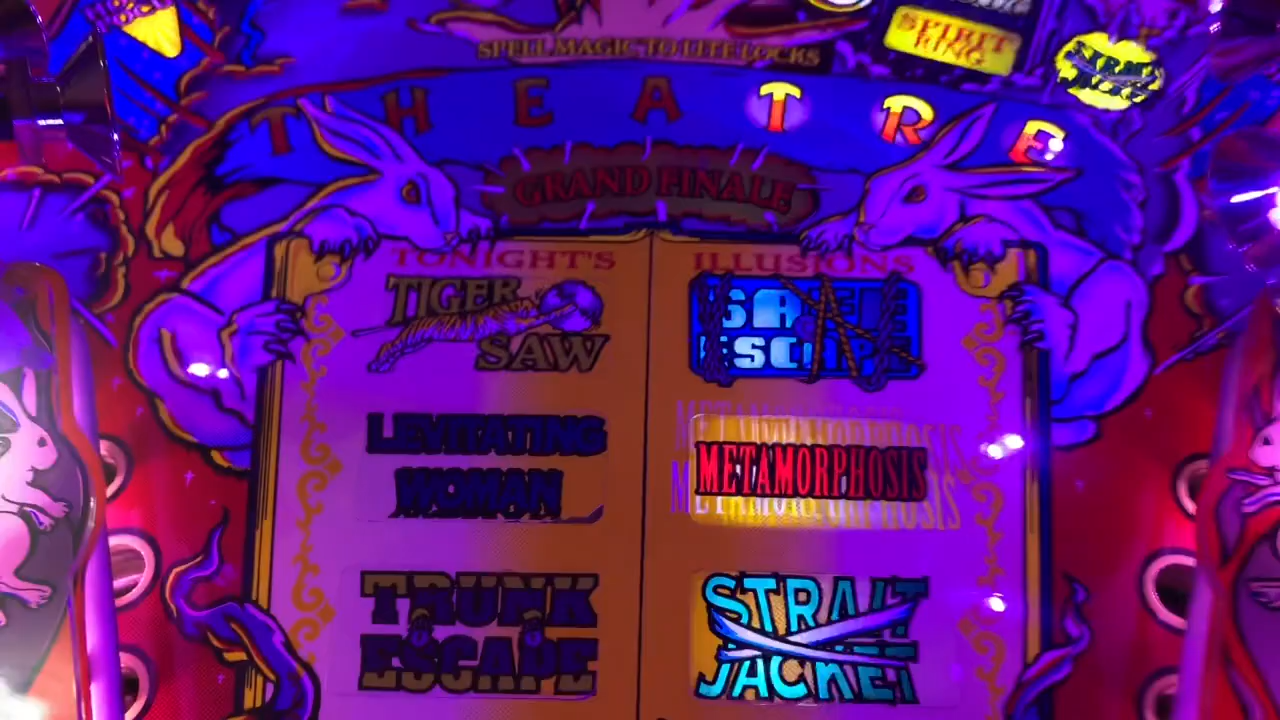 SPELL MAGIC TO LITE LOCKS
SPIRIT
RING
THEATRE
GRAND FINALE
TONIGHT'S ILLUSIONS
TIGER
SAW
SAFE
ESCAPE
LEVITATING
WOMAN
METAMORPHOSIS
TRUNK
ESCAPE
STRAIT
JACKET